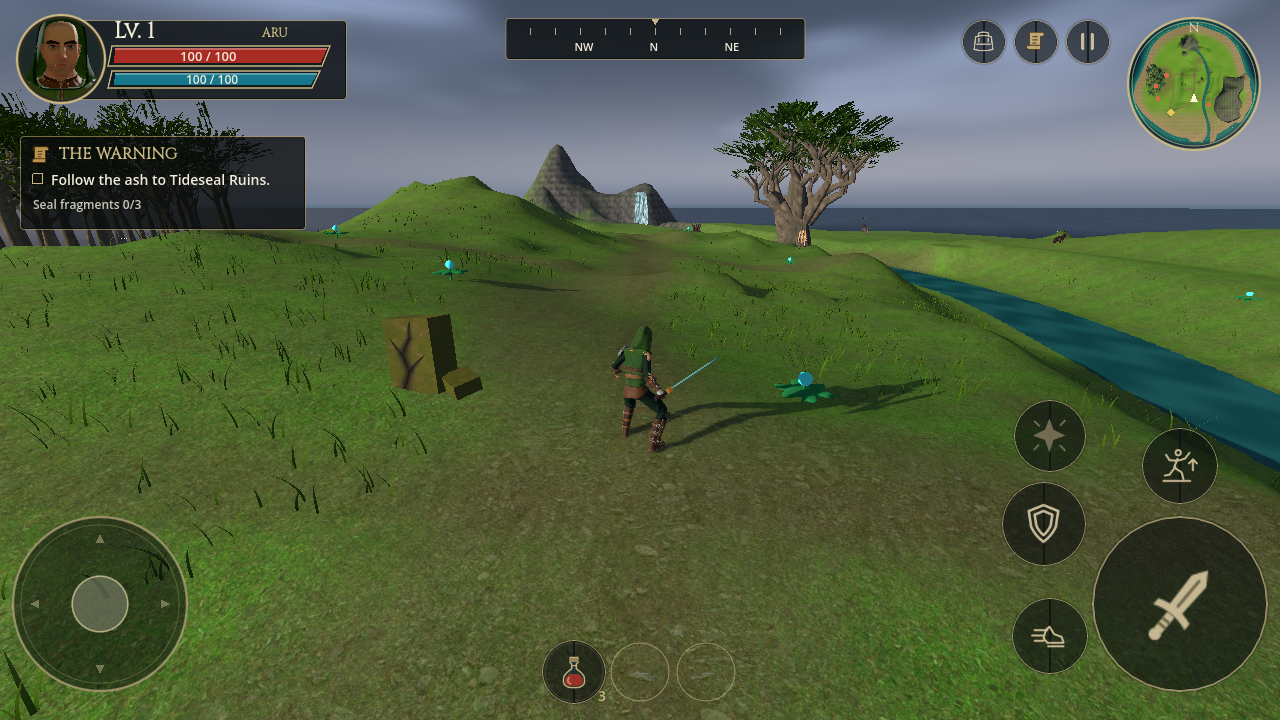 LV. 1
ARU
100 / 100
100 / 100
NW N NE
N
THE WARNING
Follow the ash to Tideseal Ruins.
Seal fragments 0/3
3